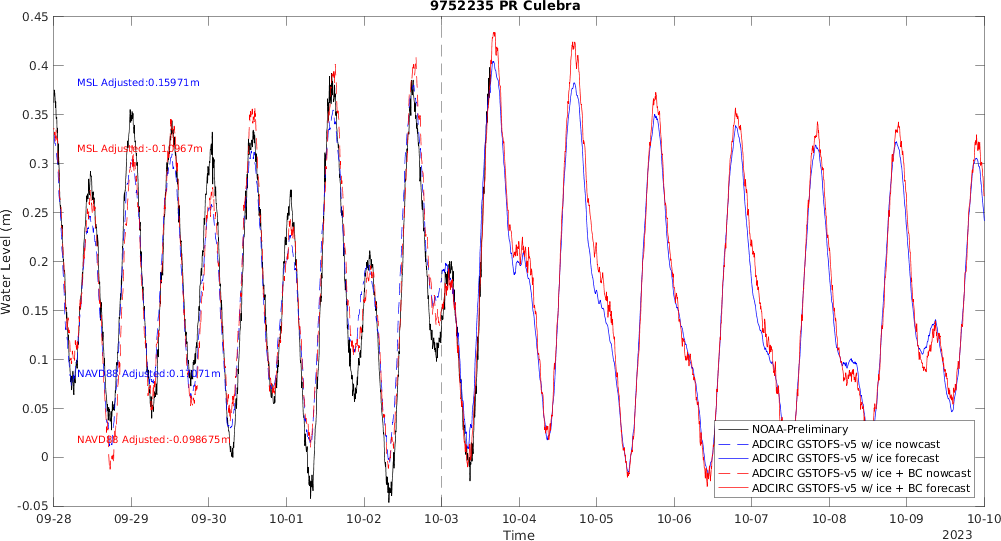 9752235 PR Culebra
0.45
0.4
0.35
0.3
0.25
0.2
0.15
0.1
0.05
0
-0.05
Water Level (m)
MSL Adjusted:0.15971m
MSL Adjusted:-0.10967m
NAVD88 Adjusted:0.17071m
NAVD88 Adjusted:-0.098675m
NOAA-Preliminary
ADCIRC GSTOFS-v5 w/ ice nowcast
ADCIRC GSTOFS-v5 w/ ice forecast
ADCIRC GSTOFS-v5 w/ ice + BC nowcast
ADCIRC GSTOFS-v5 w/ ice + BC forecast
09-28 09-29 09-30 10-01 10-02 10-03 10-04 10-05 10-06 10-07 10-08 10-09 10-10
Time
2023